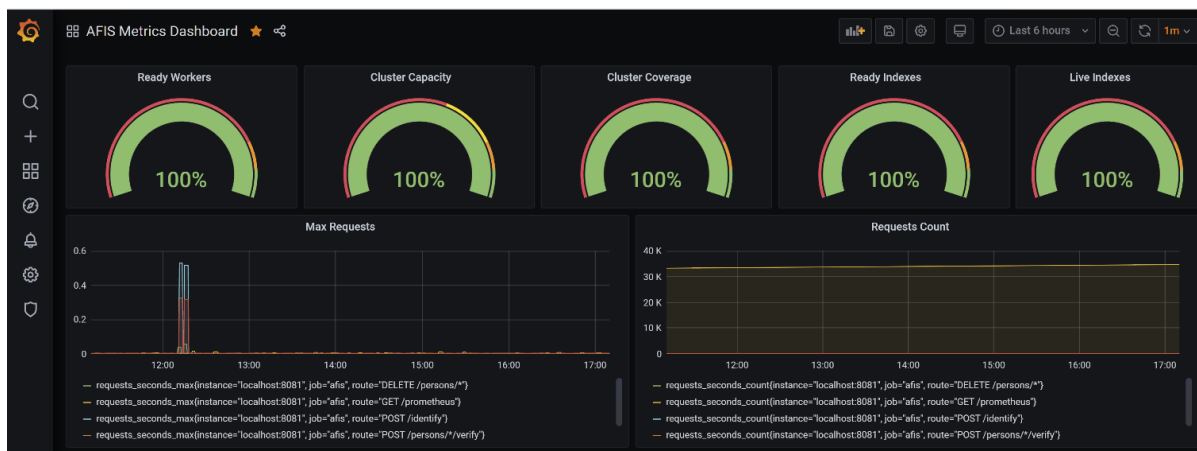 AFIS Metrics Dashboard
Last 6 hours
1m
Ready Workers
100%
Cluster Capacity
100%
Cluster Coverage
100%
Ready Indexes
100%
Live Indexes
100%
Max Requests
0.6
0.4
0.2
0
12:00 13:00 14:00 15:00 16:00 17:00
requests_seconds_max{instance="localhost:8081", job="afis", route="DELETE /persons/*"}
requests_seconds_max{instance="localhost:8081", job="afis", route="GET /prometheus"}
requests_seconds_max{instance="localhost:8081", job="afis", route="POST /identify"}
requests_seconds_max{instance="localhost:8081", job="afis", route="POST /persons/*/verify"}
Requests Count
40 K
30 K
20 K
10 K
0
12:00 13:00 14:00 15:00 16:00 17:00
requests_seconds_count{instance="localhost:8081", job="afis", route="DELETE /persons/*"}
requests_seconds_count{instance="localhost:8081", job="afis", route="GET /prometheus"}
requests_seconds_count{instance="localhost:8081", job="afis", route="POST /identify"}
requests_seconds_count{instance="localhost:8081", job="afis", route="POST /persons/*/verify"}